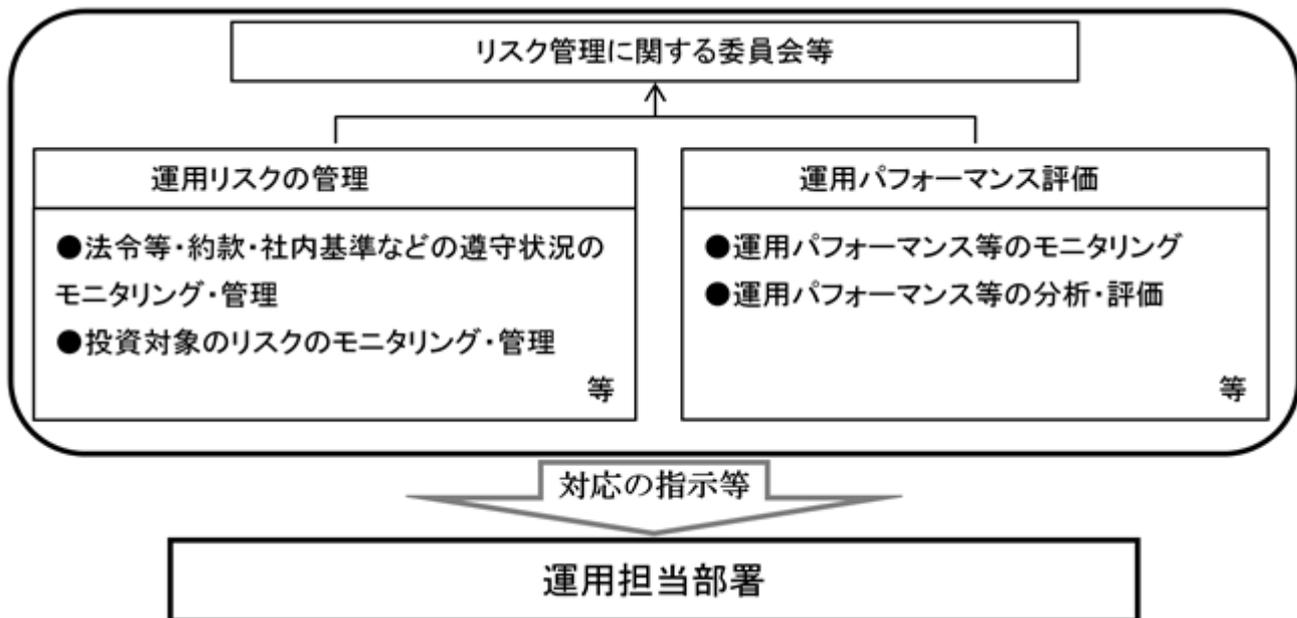 リスク管理に関する委員会等
運用リスクの管理
●法令等・約款・社内基準などの遵守状況の
モニタリング・管理
●投資対象のリスクのモニタリング・管理
等
運用パフォーマンス評価
●運用パフォーマンス等のモニタリング
●運用パフォーマンス等の分析・評価
等
対応の指示等
運用担当部署